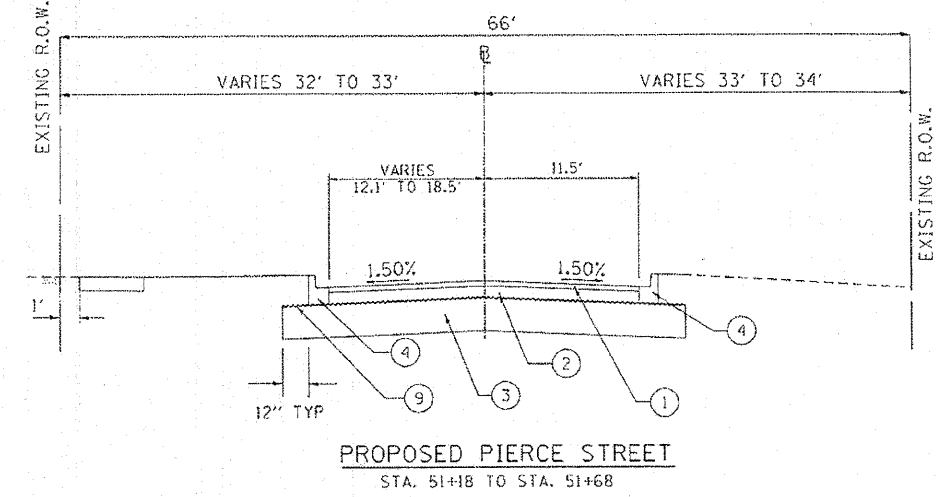 66'
EXISTING R.O.W.
VARIES 32' TO 33'
VARIES 33' TO 34'
EXISTING R.O.W.
VARIES
12.1' TO 18.5'
11.5'
1.50%
1.50%
1'
12" TYP
4
9
3
2
1
4
PROPOSED PIERCE STREET
STA. 51+18 TO STA. 51+68